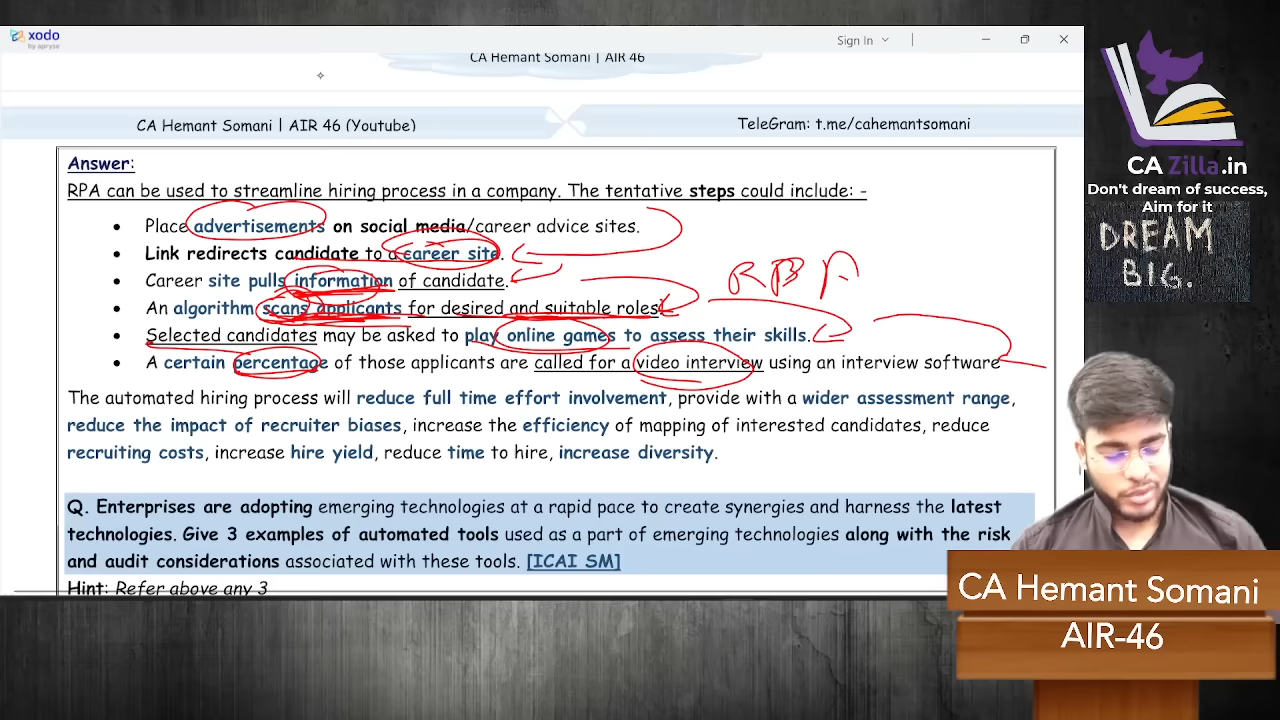 xodo
by apryse
Sign In
CA Hemant Somani | AIR 46
CA Hemant Somani | AIR 46 (Youtube)
TeleGram: t.me/cahemantsomani
Answer:
RPA can be used to streamline hiring process in a company. The tentative steps could include: -
• Place advertisements on social media/career advice sites.
• Link redirects candidate to a career site.
• Career site pulls information of candidate.
• An algorithm scans applicants for desired and suitable roles.
• Selected candidates may be asked to play online games to assess their skills.
• A certain percentage of those applicants are called for a video interview using an interview software
RPA
The automated hiring process will reduce full time effort involvement, provide with a wider assessment range,
reduce the impact of recruiter biases, increase the efficiency of mapping of interested candidates, reduce
recruiting costs, increase hire yield, reduce time to hire, increase diversity.
Q. Enterprises are adopting emerging technologies at a rapid pace to create synergies and harness the latest
technologies. Give 3 examples of automated tools used as a part of emerging technologies along with the risk
and audit considerations associated with these tools. [ICAI SM]
Hint: Refer above any 3
CA Zilla.in
Don't dream of success,
Aim for it
DREAM
BIG.
CA Hemant Somani
AIR-46